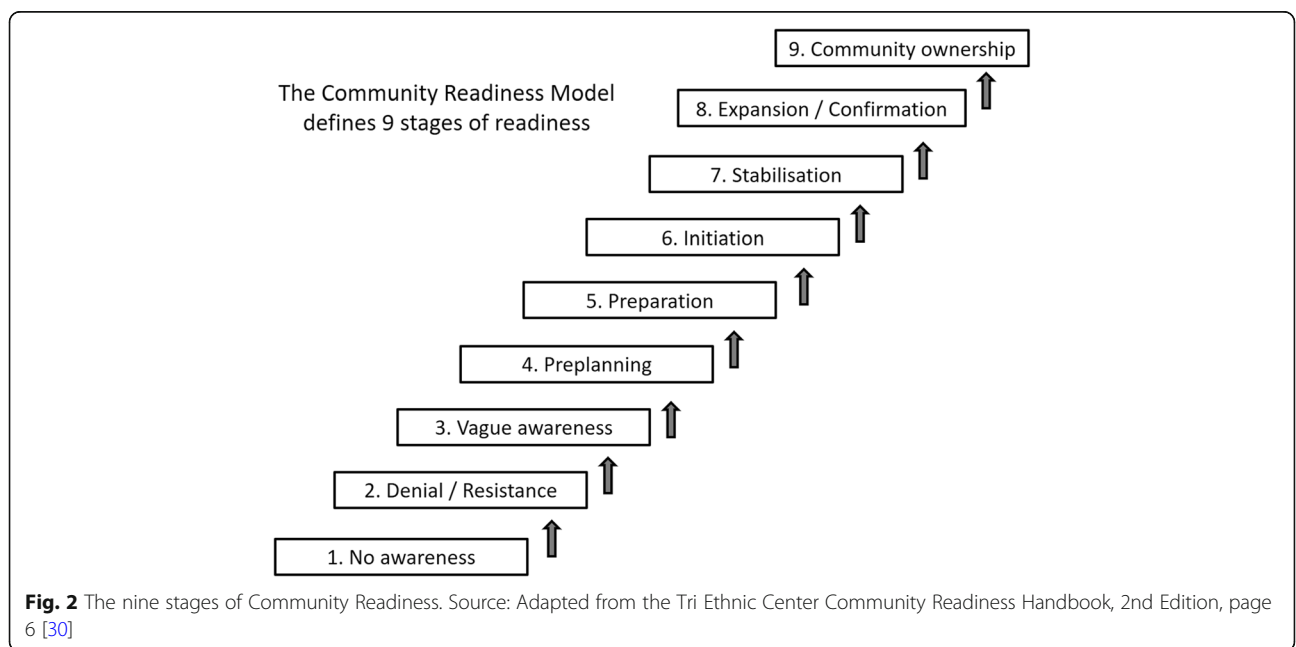 9. Community ownership
The Community Readiness Model
defines 9 stages of readiness
8. Expansion / Confirmation
7. Stabilisation
6. Initiation
5. Preparation
4. Preplanning
3. Vague awareness
2. Denial / Resistance
1. No awareness
Fig. 2 The nine stages of Community Readiness. Source: Adapted from the Tri Ethnic Center Community Readiness Handbook, 2nd Edition, page
6 [30]